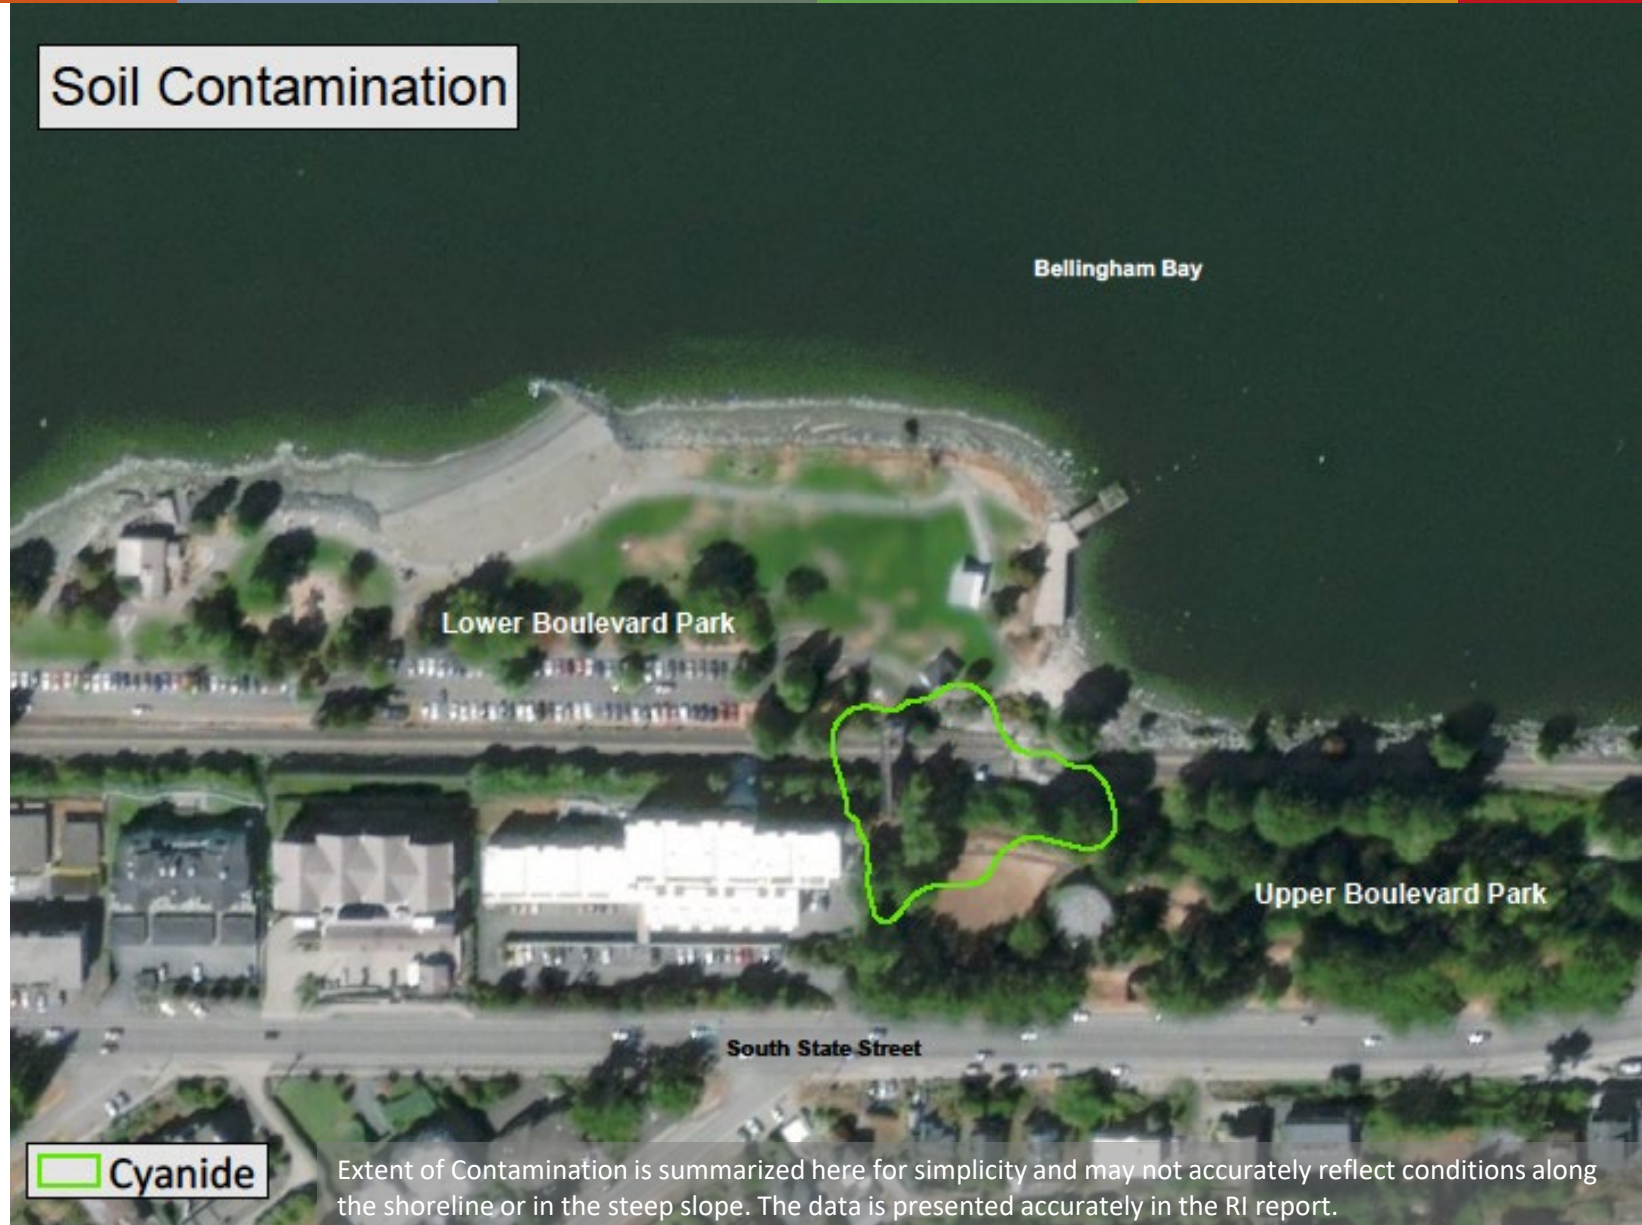 Soil Contamination
Bellingham Bay
Lower Boulevard Park
Upper Boulevard Park
South State Street
Cyanide
Extent of Contamination is summarized here for simplicity and may not accurately reflect conditions along
the shoreline or in the steep slope. The data is presented accurately in the RI report.